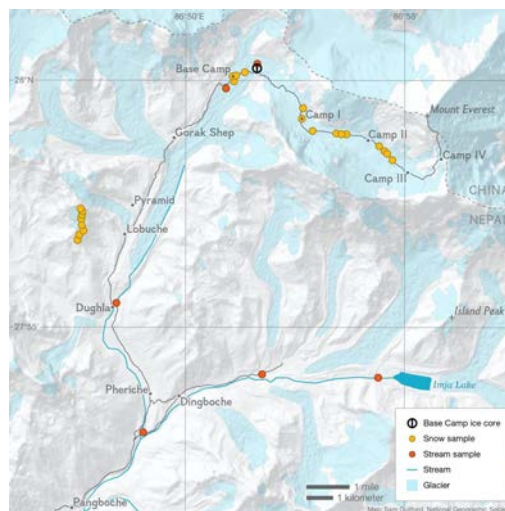 86°50'E
86°55'
28°N
Base Camp
Camp I
Mount Everest
Gorak Shep
Camp II
Camp IV
Camp III
CHINA
NEPAL
Pyramid
Lobuche
Dughla
Island Peak
27°55'
Imja Lake
Pheriche
Dingboche
Base Camp ice core
Snow sample
Stream sample
Stream
Glacier
1 mile
1 kilometer
Pangboche